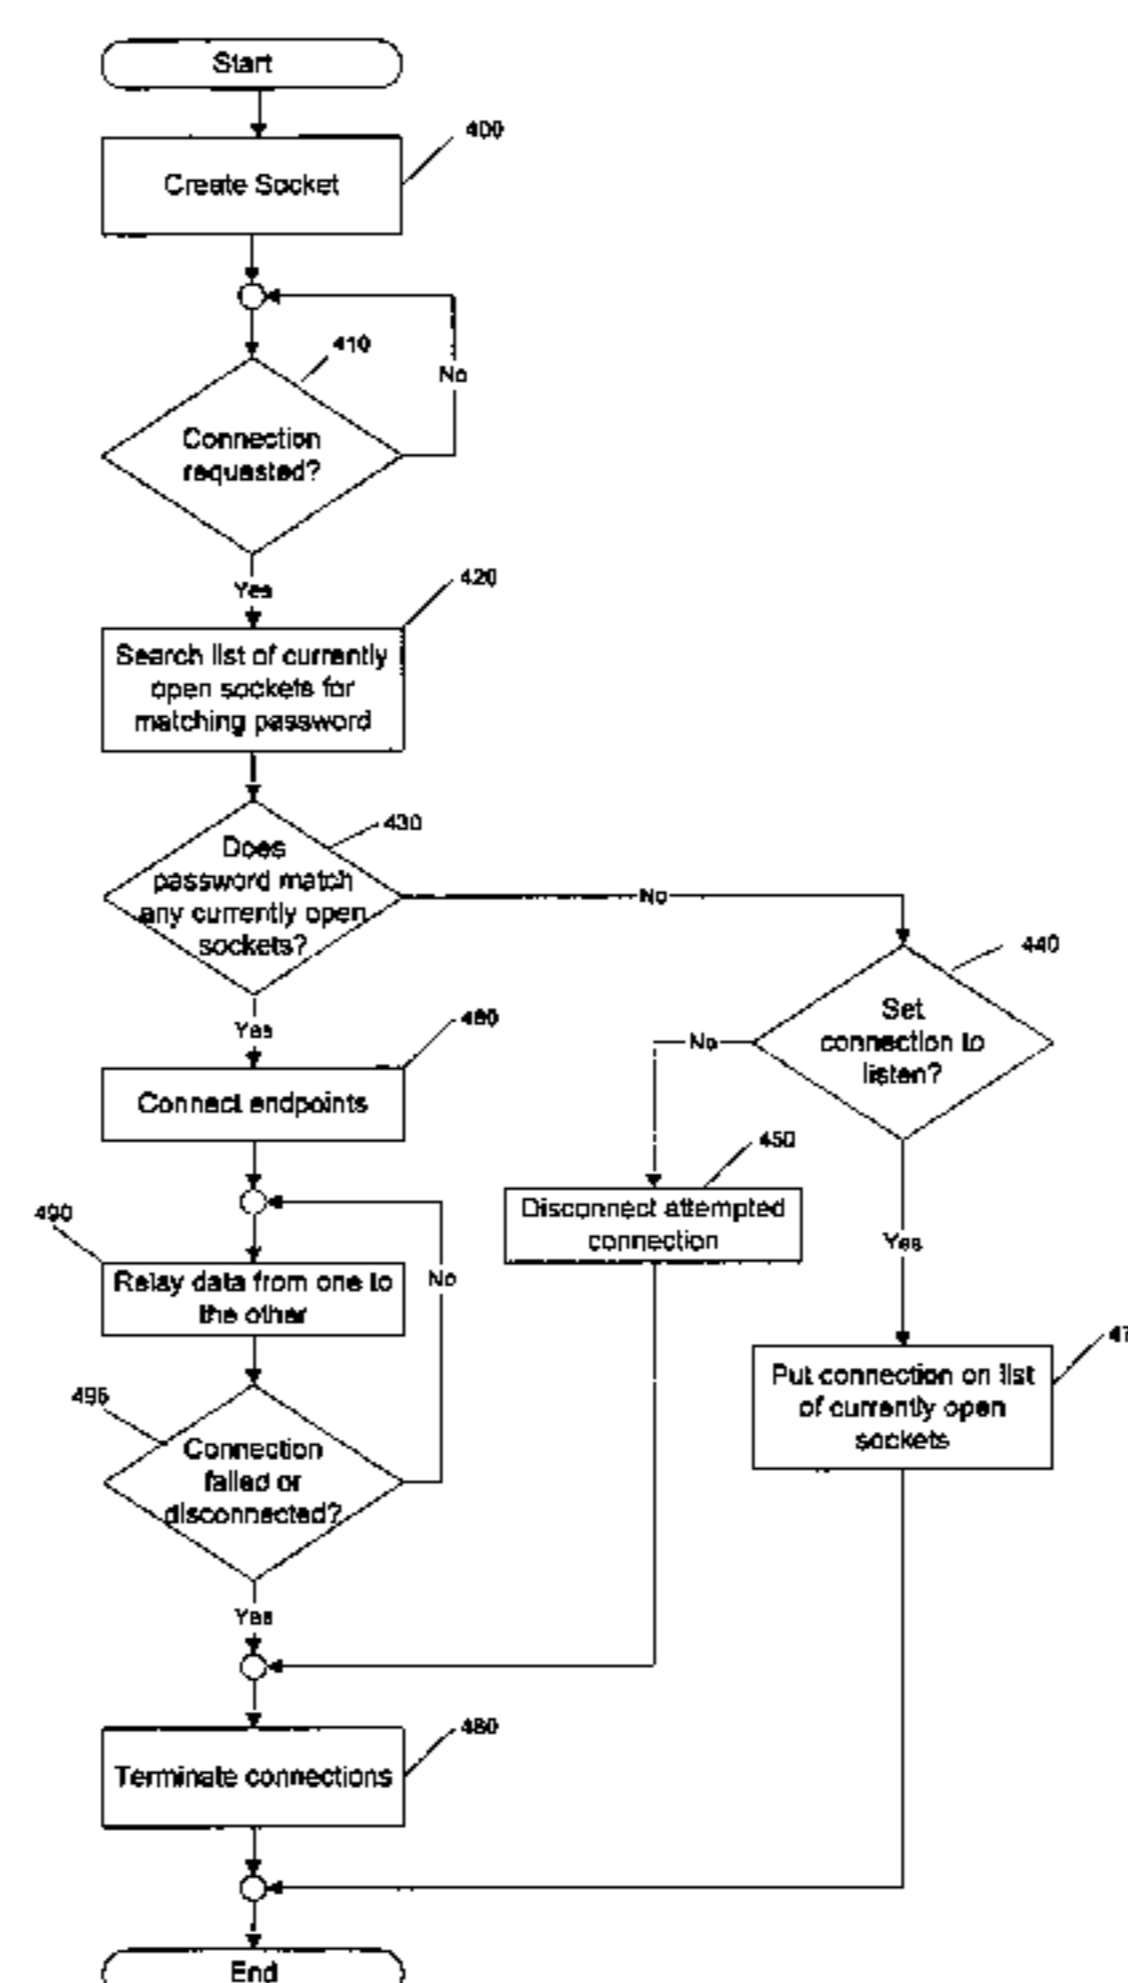 Start
400
Create Socket
410
No
Connection
requested?
Yes
420
Search list of currently
open sockets for
matching password
430
Does
password match
any currently open
sockets?
No
440
Set
connection to
listen?
Yes
No
Connect endpoints
450
Disconnect attempted
connection
490
Relay data from one to
the other
No
Yes
Put connection on list
of currently open
sockets
495
Connection
failed or
disconnected?
Yes
Terminate connections
End